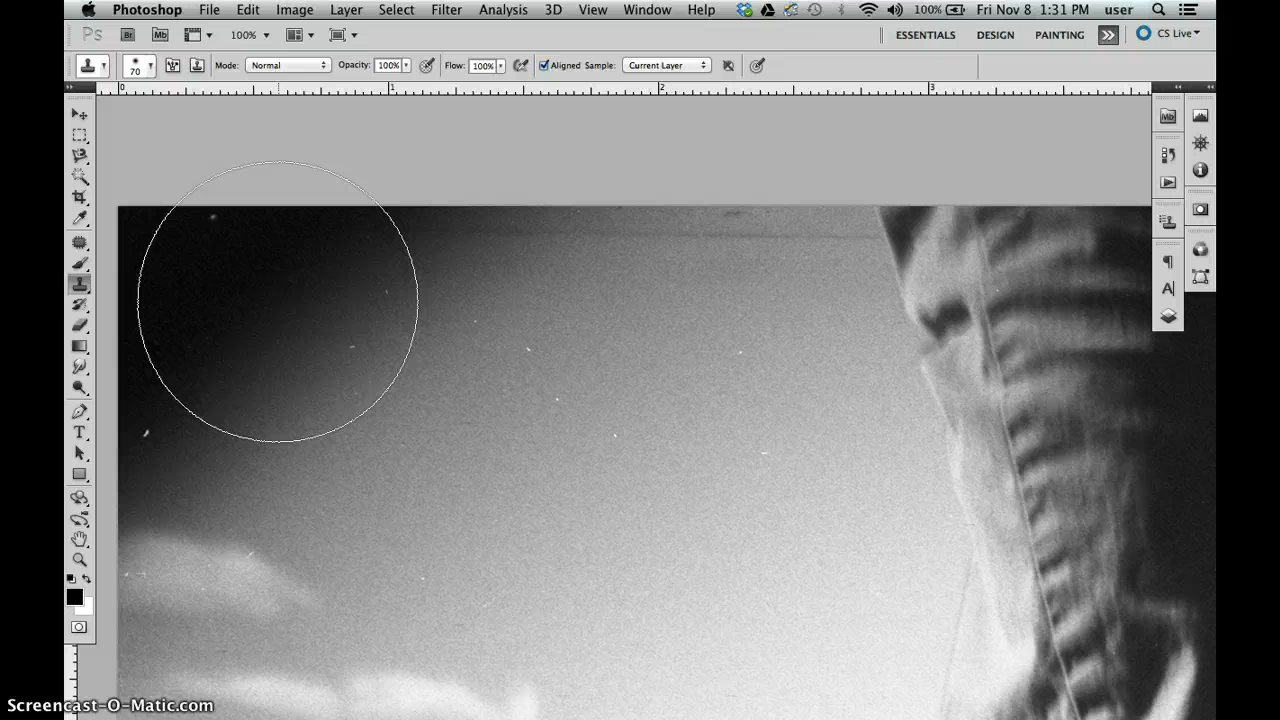 Photoshop File Edit Image Layer Select Filter Analysis 3D View Window Help 100% Fri Nov 8 1:31 PM user
Ps Br Mb 100% ESSENTIALS DESIGN PAINTING CS Live
70 Mode: Normal Opacity: 100% Flow: 100% Aligned Sample: Current Layer
0 1 2 3
Mb
A
T
Screencast-O-Matic.com